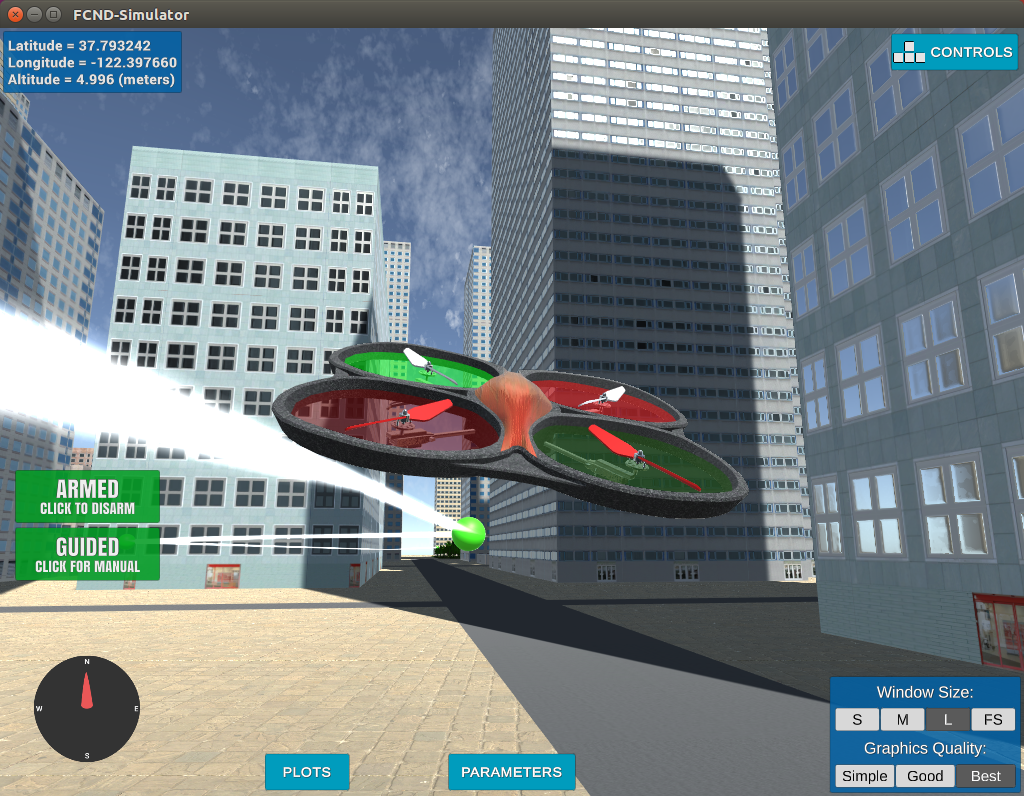 FCND-Simulator
Latitude = 37.793242
Longitude = -122.397660
Altitude = 4.996 (meters)
CONTROLS
ARMED
CLICK TO DISARM
GUIDED
CLICK FOR MANUAL
N
W
E
S
PLOTS
PARAMETERS
Window Size:
S M L FS
Graphics Quality:
Simple Good Best